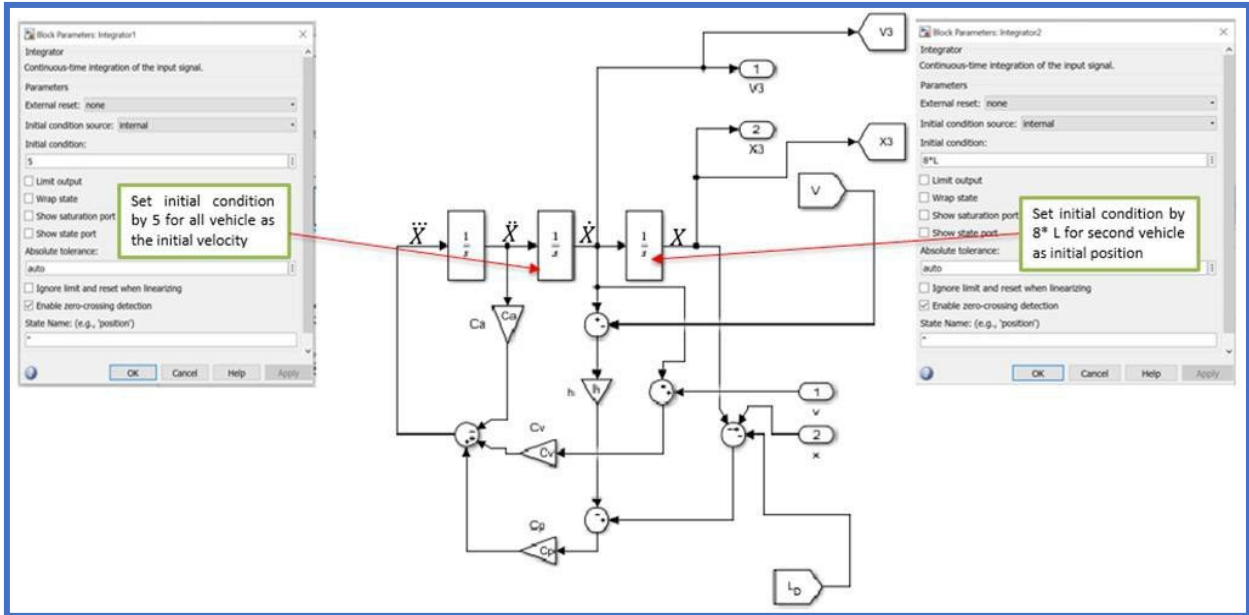 Block Parameters: Integrator1
Integrator
Continuous-time integration of the input signal.
Parameters
External reset: none
Initial condition source: internal
Initial condition:
5
Limit output
Wrap state
Show saturation port
Show state port
Absolute tolerance:
auto
Ignore limit and reset when linearizing
Enable zero-crossing detection
State Name: (e.g., 'position')
''
OK Cancel Help Apply
Set initial condition
by 5 for all vehicle as
the initial velocity
V3
1
V3
2
X3
X3
V
Ẍ 1/s Ẍ 1/s Ẋ 1/s X
Ca
Ca
h
h
1
v
2
x
Cv
Cv
Cp
Cp
L_D
Block Parameters: Integrator2
Integrator
Continuous-time integration of the input signal.
Parameters
External reset: none
Initial condition source: internal
Initial condition:
8*L
Limit output
Wrap state
Show saturation port
Show state port
Absolute tolerance:
auto
Ignore limit and reset when linearizing
Enable zero-crossing detection
State Name: (e.g., 'position')
''
OK Cancel Help Apply
Set initial condition by
8* L for second vehicle
as initial position